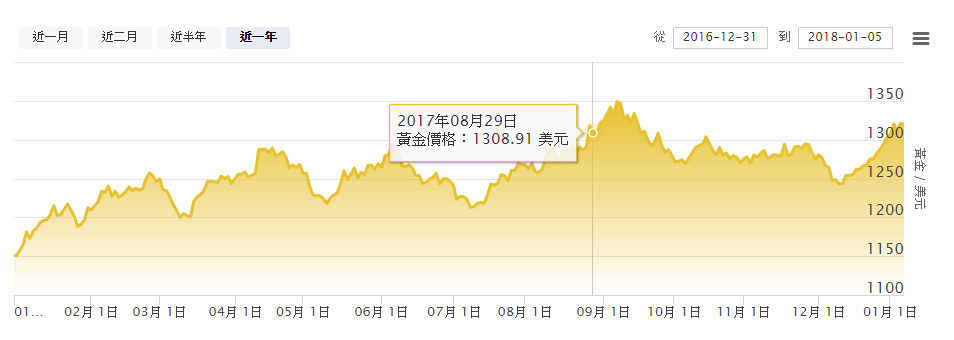 近一月 近二月 近半年 近一年 從 2016-12-31 到 2018-01-05
1350
2017年08月29日
黃金價格：1308.91 美元
1300
1250
1200
1150
1100
黃金 / 美元
01... 02月 1日 03月 1日 04月 1日 05月 1日 06月 1日 07月 1日 08月 1日 09月 1日 10月 1日 11月 1日 12月 1日 01月 1日